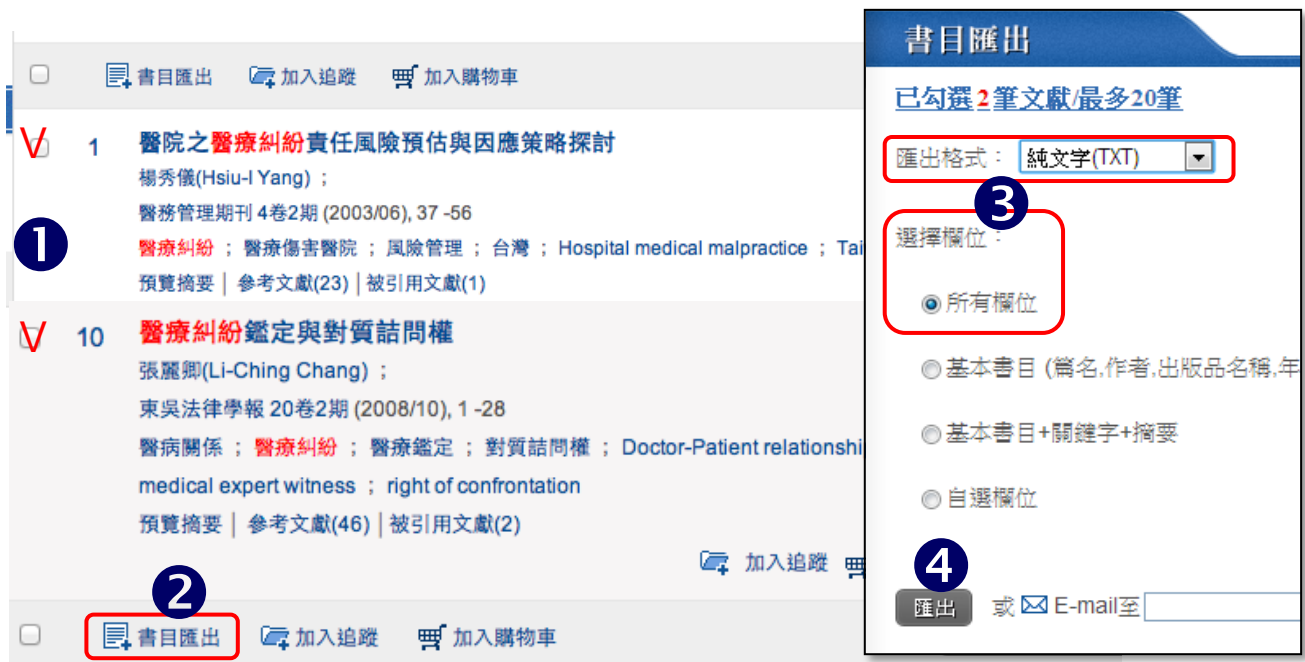 書目匯出 加入追蹤 加入購物車
V 1 醫院之醫療糾紛責任風險預估與因應策略探討
楊秀儀(Hsiu-I Yang) ;
醫務管理期刊 4卷2期 (2003/06), 37 -56
1
醫療糾紛 ; 醫療傷害醫院 ; 風險管理 ; 台灣 ; Hospital medical malpractice ; Tai
預覽摘要 | 參考文獻(23) | 被引用文獻(1)
V 10 醫療糾紛鑑定與對質詰問權
張麗卿(Li-Ching Chang) ;
東吳法律學報 20卷2期 (2008/10), 1 -28
醫病關係 ; 醫療糾紛 ; 醫療鑑定 ; 對質詰問權 ; Doctor-Patient relationshi
medical expert witness ; right of confrontation
預覽摘要 | 參考文獻(46) | 被引用文獻(2)
加入追蹤
2
書目匯出 加入追蹤 加入購物車
書目匯出
已勾選2筆文獻/最多20筆
匯出格式: 純文字(TXT)
3
選擇欄位:
所有欄位
基本書目 (篇名,作者,出版品名稱,年
基本書目+關鍵字+摘要
自選欄位
4
匯出 或 E-mail至